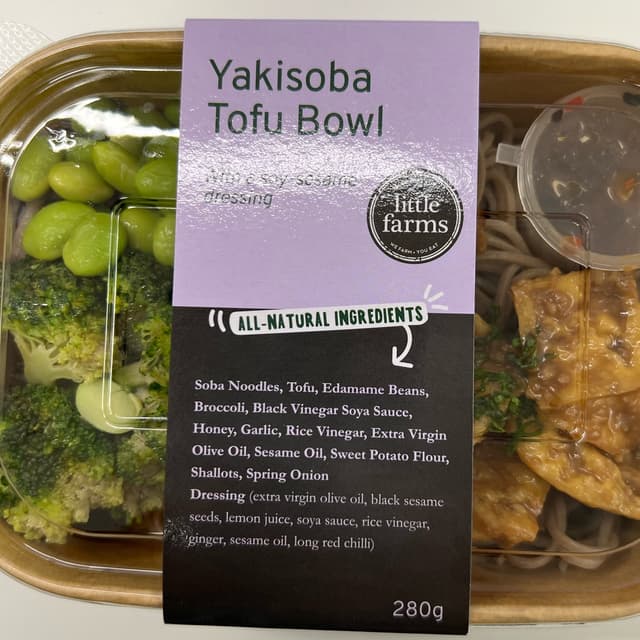 Yakisoba
Tofu Bowl
with a soy-sesame
dressing
little
farms
WE FARM • YOU EAT
ALL-NATURAL INGREDIENTS
Soba Noodles, Tofu, Edamame Beans,
Broccoli, Black Vinegar Soya Sauce,
Honey, Garlic, Rice Vinegar, Extra Virgin
Olive Oil, Sesame Oil, Sweet Potato Flour,
Shallots, Spring Onion
Dressing (extra virgin olive oil, black sesame
seeds, lemon juice, soya sauce, rice vinegar,
ginger, sesame oil, long red chilli)
280g